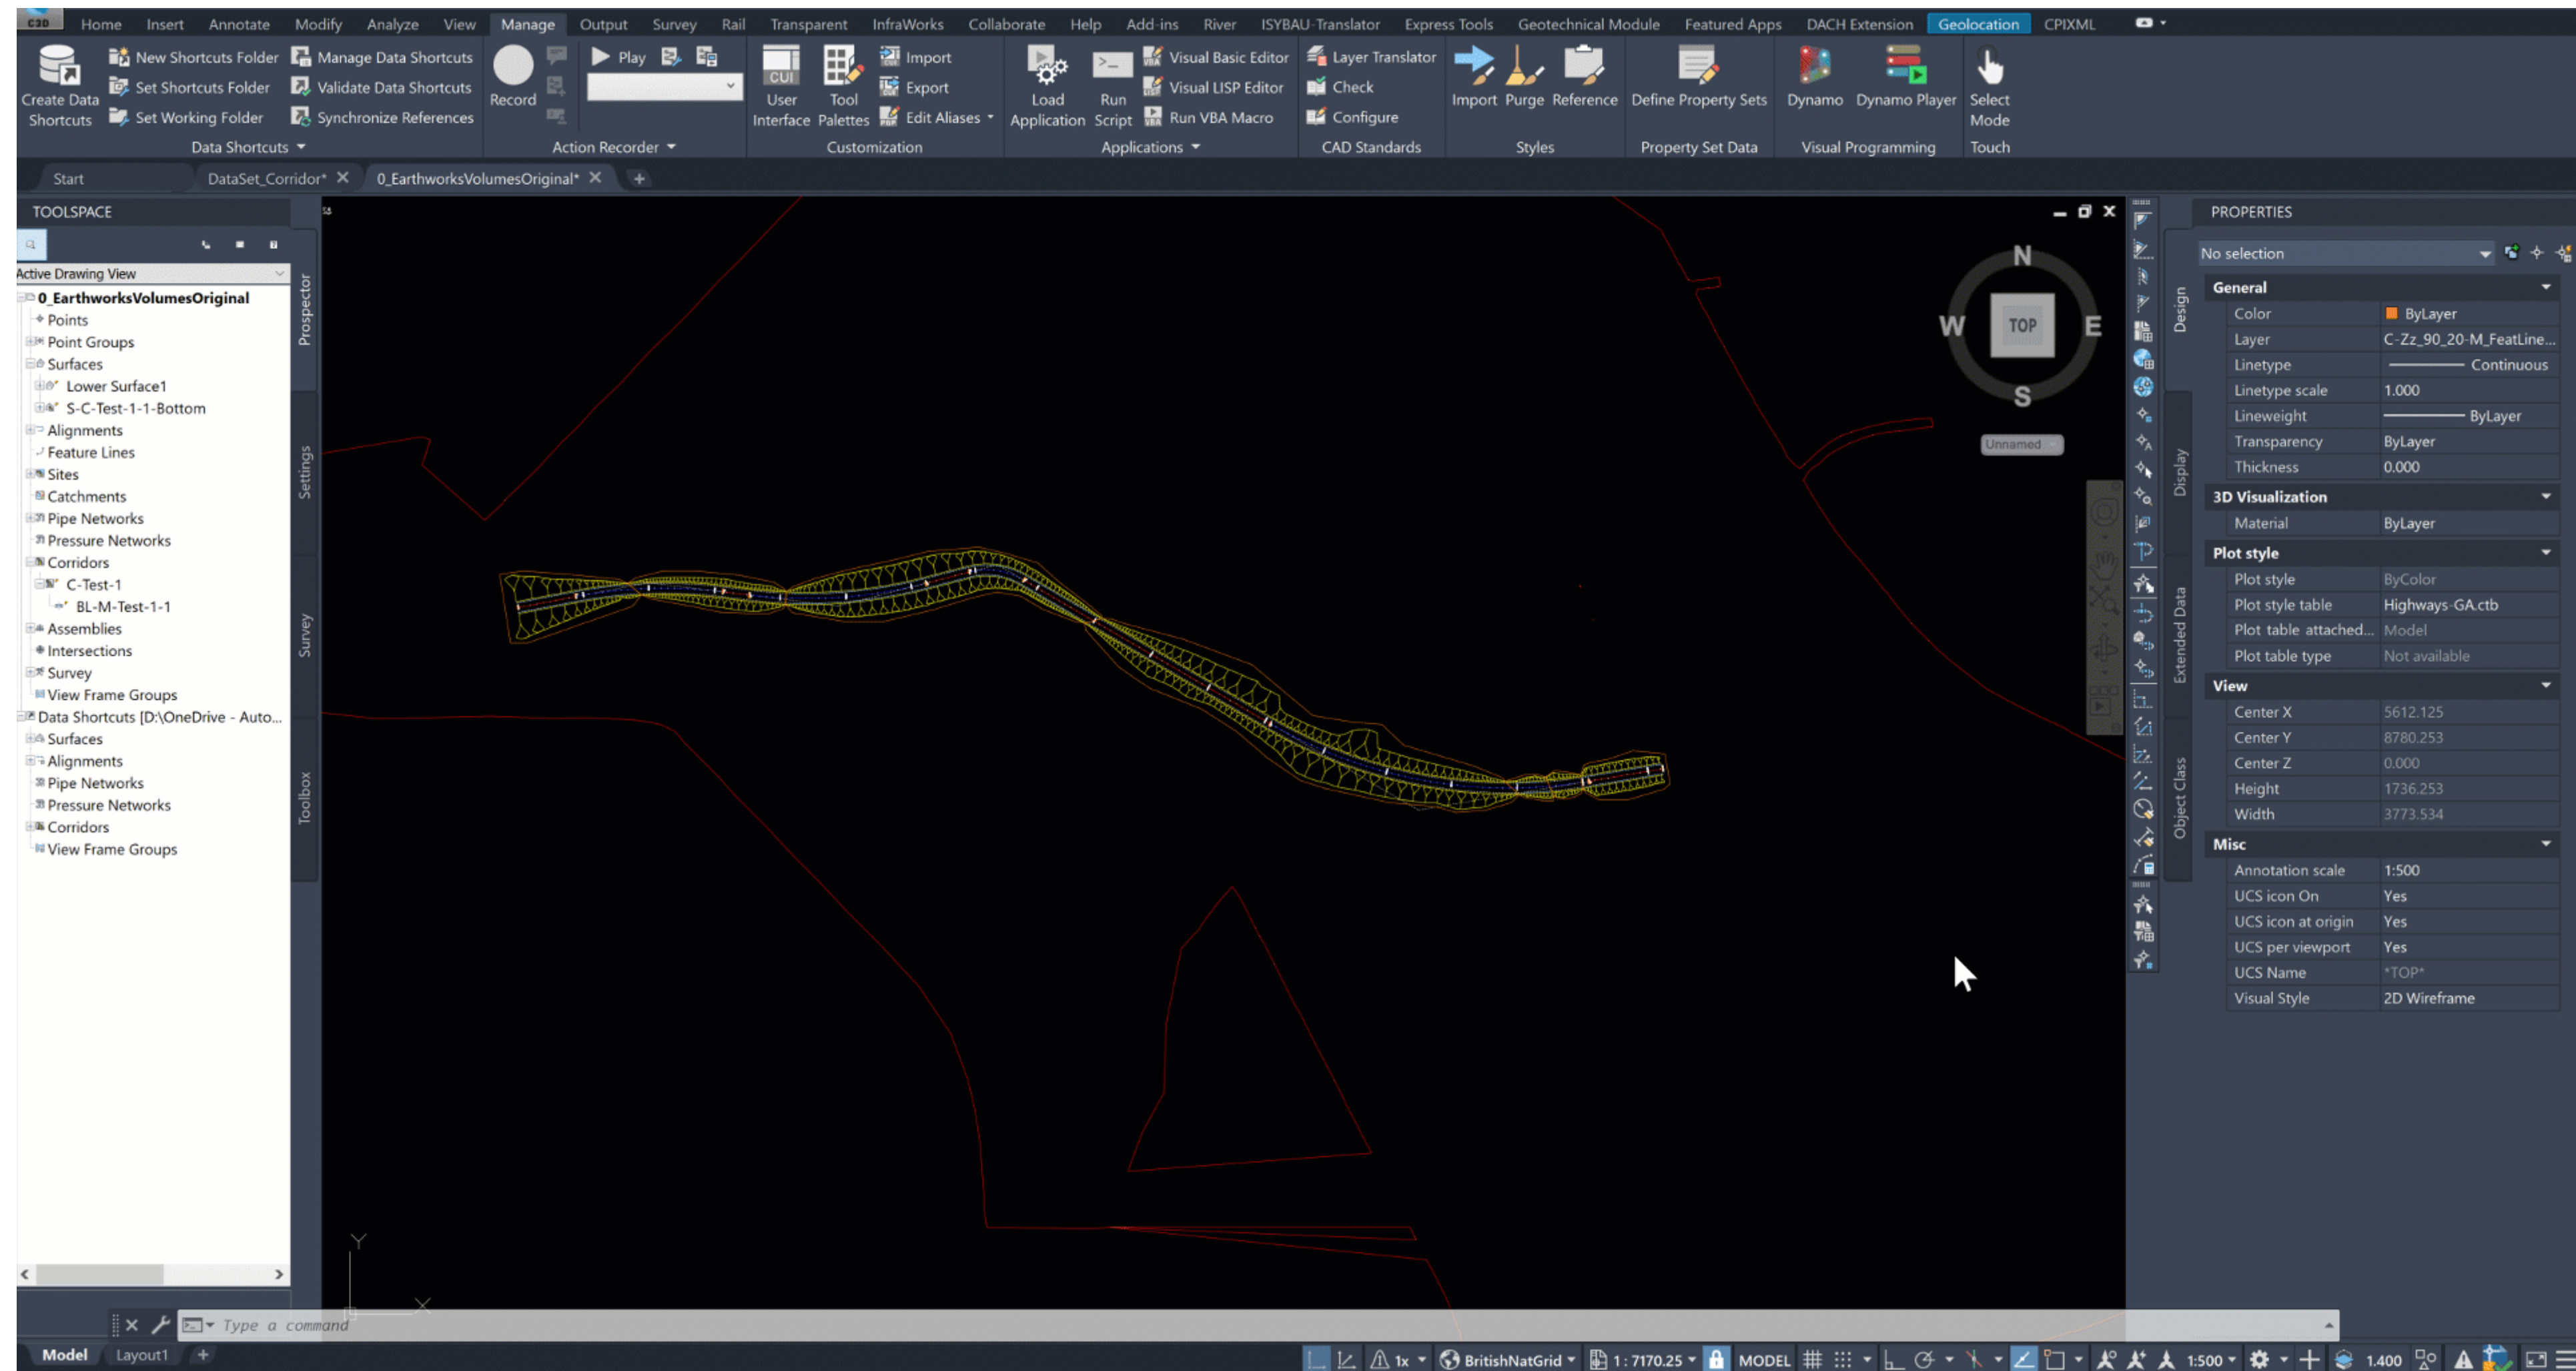 C3D
Home Insert Annotate Modify Analyze View Manage Output Survey Rail Transparent InfraWorks Collaborate Help Add-ins River ISYBAU-Translator Express Tools Geotechnical Module Featured Apps DACH Extension Geolocation CPIXML
Create Data Shortcuts
New Shortcuts Folder
Set Shortcuts Folder
Set Working Folder
Manage Data Shortcuts
Validate Data Shortcuts
Synchronize References
Data Shortcuts
Record
Play
Action Recorder
CUI
User Interface
Tool Palettes
Import
Export
Edit Aliases
Customization
Load Application
Run Script
Visual Basic Editor
Visual LISP Editor
Run VBA Macro
Applications
Layer Translator
Check
Configure
CAD Standards
Import Purge Reference
Styles
Define Property Sets
Property Set Data
Dynamo Dynamo Player
Visual Programming
Select Mode
Touch
Start DataSet_Corridor* 0_EarthworksVolumesOriginal*
TOOLSPACE
Active Drawing View
0_EarthworksVolumesOriginal
Points
Point Groups
Surfaces
Lower Surface1
S-C-Test-1-1-Bottom
Alignments
Feature Lines
Sites
Catchments
Pipe Networks
Pressure Networks
Corridors
C-Test-1
BL-M-Test-1-1
Assemblies
Intersections
Survey
View Frame Groups
Data Shortcuts [D:\OneDrive - Auto...
Surfaces
Alignments
Pipe Networks
Pressure Networks
Corridors
View Frame Groups
Prospector
Settings
Survey
Toolbox
N
W TOP E
S
Unnamed
Y
X
PROPERTIES
No selection
Design
Display
Extended Data
Object Class
General
Color ByLayer
Layer C-Zz_90_20-M_FeatLine...
Linetype Continuous
Linetype scale 1.000
Lineweight ByLayer
Transparency ByLayer
Thickness 0.000
3D Visualization
Material ByLayer
Plot style
Plot style ByColor
Plot style table Highways-GA.ctb
Plot table attached... Model
Plot table type Not available
View
Center X 5612.125
Center Y 8780.253
Center Z 0.000
Height 1736.253
Width 3773.534
Misc
Annotation scale 1:500
UCS icon On Yes
UCS icon at origin Yes
UCS per viewport Yes
UCS Name *TOP*
Visual Style 2D Wireframe
Type a command
Model Layout1 +
1x BritishNatGrid 1 : 7170.25 MODEL 1:500 1.400